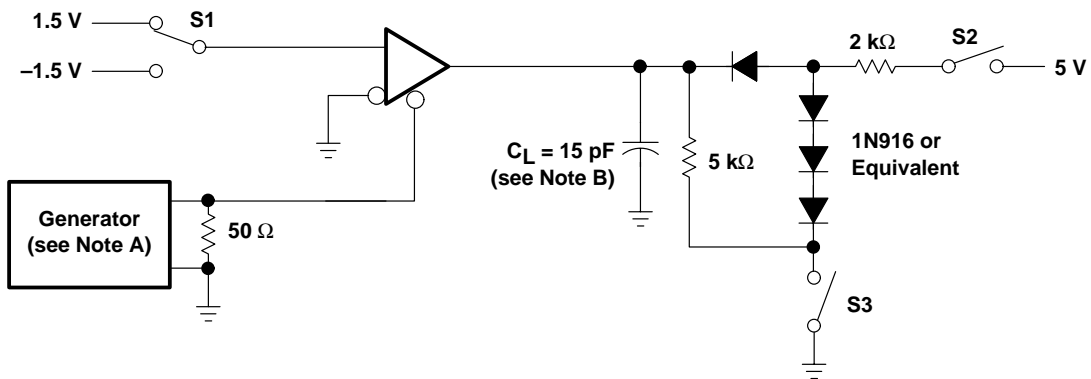 1.5 V
S1
–1.5 V
2 kΩ
S2
5 V
CL = 15 pF
(see Note B)
5 kΩ
1N916 or
Equivalent
Generator
(see Note A)
50 Ω
S3